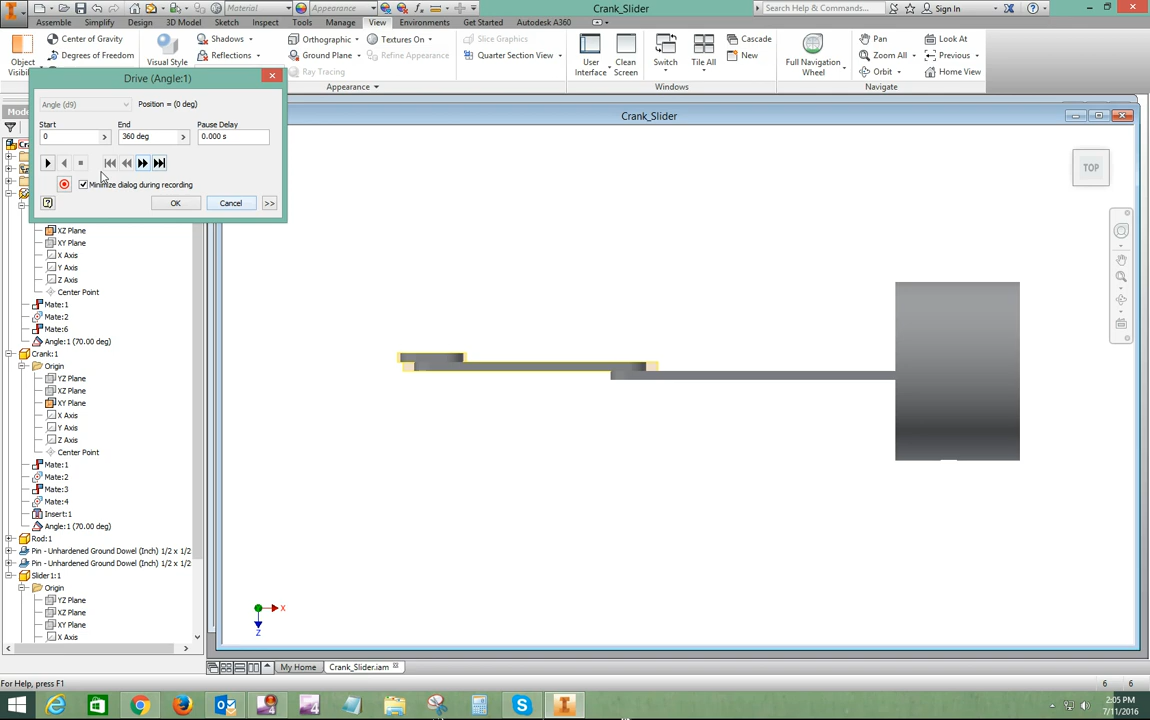 Material
Appearance
Crank_Slider
Search Help & Commands...
Sign In
Assemble Simplify Design 3D Model Sketch Inspect Tools Manage View Environments Get Started Autodesk A360
Object
Visibi
Center of Gravity
Degrees of Freedom
Visual Style
Shadows
Reflections
Orthographic
Ground Plane
Ray Tracing
Textures On
Refine Appearance
Slice Graphics
Quarter Section View
User
Interface
Clean
Screen
Switch
Tile All
Cascade
New
Full Navigation
Wheel
Pan
Zoom All
Orbit
Look At
Previous
Home View
Appearance
Windows
Navigate
Drive (Angle:1)
Angle (d9)
Position = (0 deg)
Start
End
Pause Delay
0
360 deg
0.000 s
Minimize dialog during recording
OK
Cancel
>>
Crank_Slider
TOP
XZ Plane
XY Plane
X Axis
Y Axis
Z Axis
Center Point
Mate:1
Mate:2
Mate:6
Angle:1 (70.00 deg)
Crank:1
Origin
YZ Plane
XZ Plane
XY Plane
X Axis
Y Axis
Z Axis
Center Point
Mate:1
Mate:2
Mate:3
Mate:4
Insert:1
Angle:1 (70.00 deg)
Rod:1
Pin - Unhardened Ground Dowel (Inch) 1/2 x 1/2
Pin - Unhardened Ground Dowel (Inch) 1/2 x 1/2
Slider1:1
Origin
YZ Plane
XZ Plane
XY Plane
X Axis
X
Z
My Home
Crank_Slider.iam
For Help, press F1
6 6
2:05 PM
7/11/2016